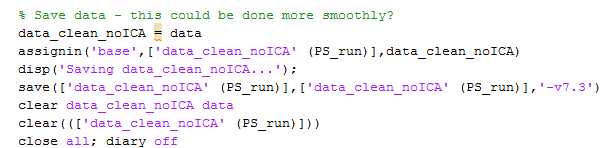 % Save data - this could be done more smoothly?
data_clean_noICA = data
assignin('base',['data_clean_noICA' (PS_run)],data_clean_noICA)
disp('Saving data_clean_noICA...');
save(['data_clean_noICA' (PS_run)],['data_clean_noICA' (PS_run)],'-v7.3')
clear data_clean_noICA data
clear((['data_clean_noICA' (PS_run)]))
close all; diary off